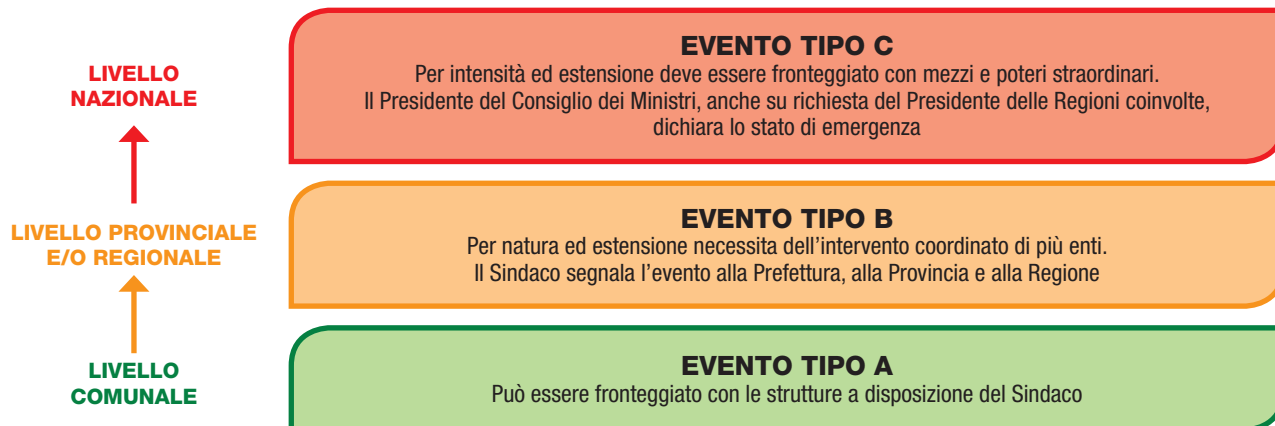 LIVELLO
NAZIONALE
EVENTO TIPO C
Per intensità ed estensione deve essere fronteggiato con mezzi e poteri straordinari.
Il Presidente del Consiglio dei Ministri, anche su richiesta del Presidente delle Regioni coinvolte,
dichiara lo stato di emergenza
LIVELLO PROVINCIALE
E/O REGIONALE
EVENTO TIPO B
Per natura ed estensione necessita dell’intervento coordinato di più enti.
Il Sindaco segnala l’evento alla Prefettura, alla Provincia e alla Regione
LIVELLO
COMUNALE
EVENTO TIPO A
Può essere fronteggiato con le strutture a disposizione del Sindaco